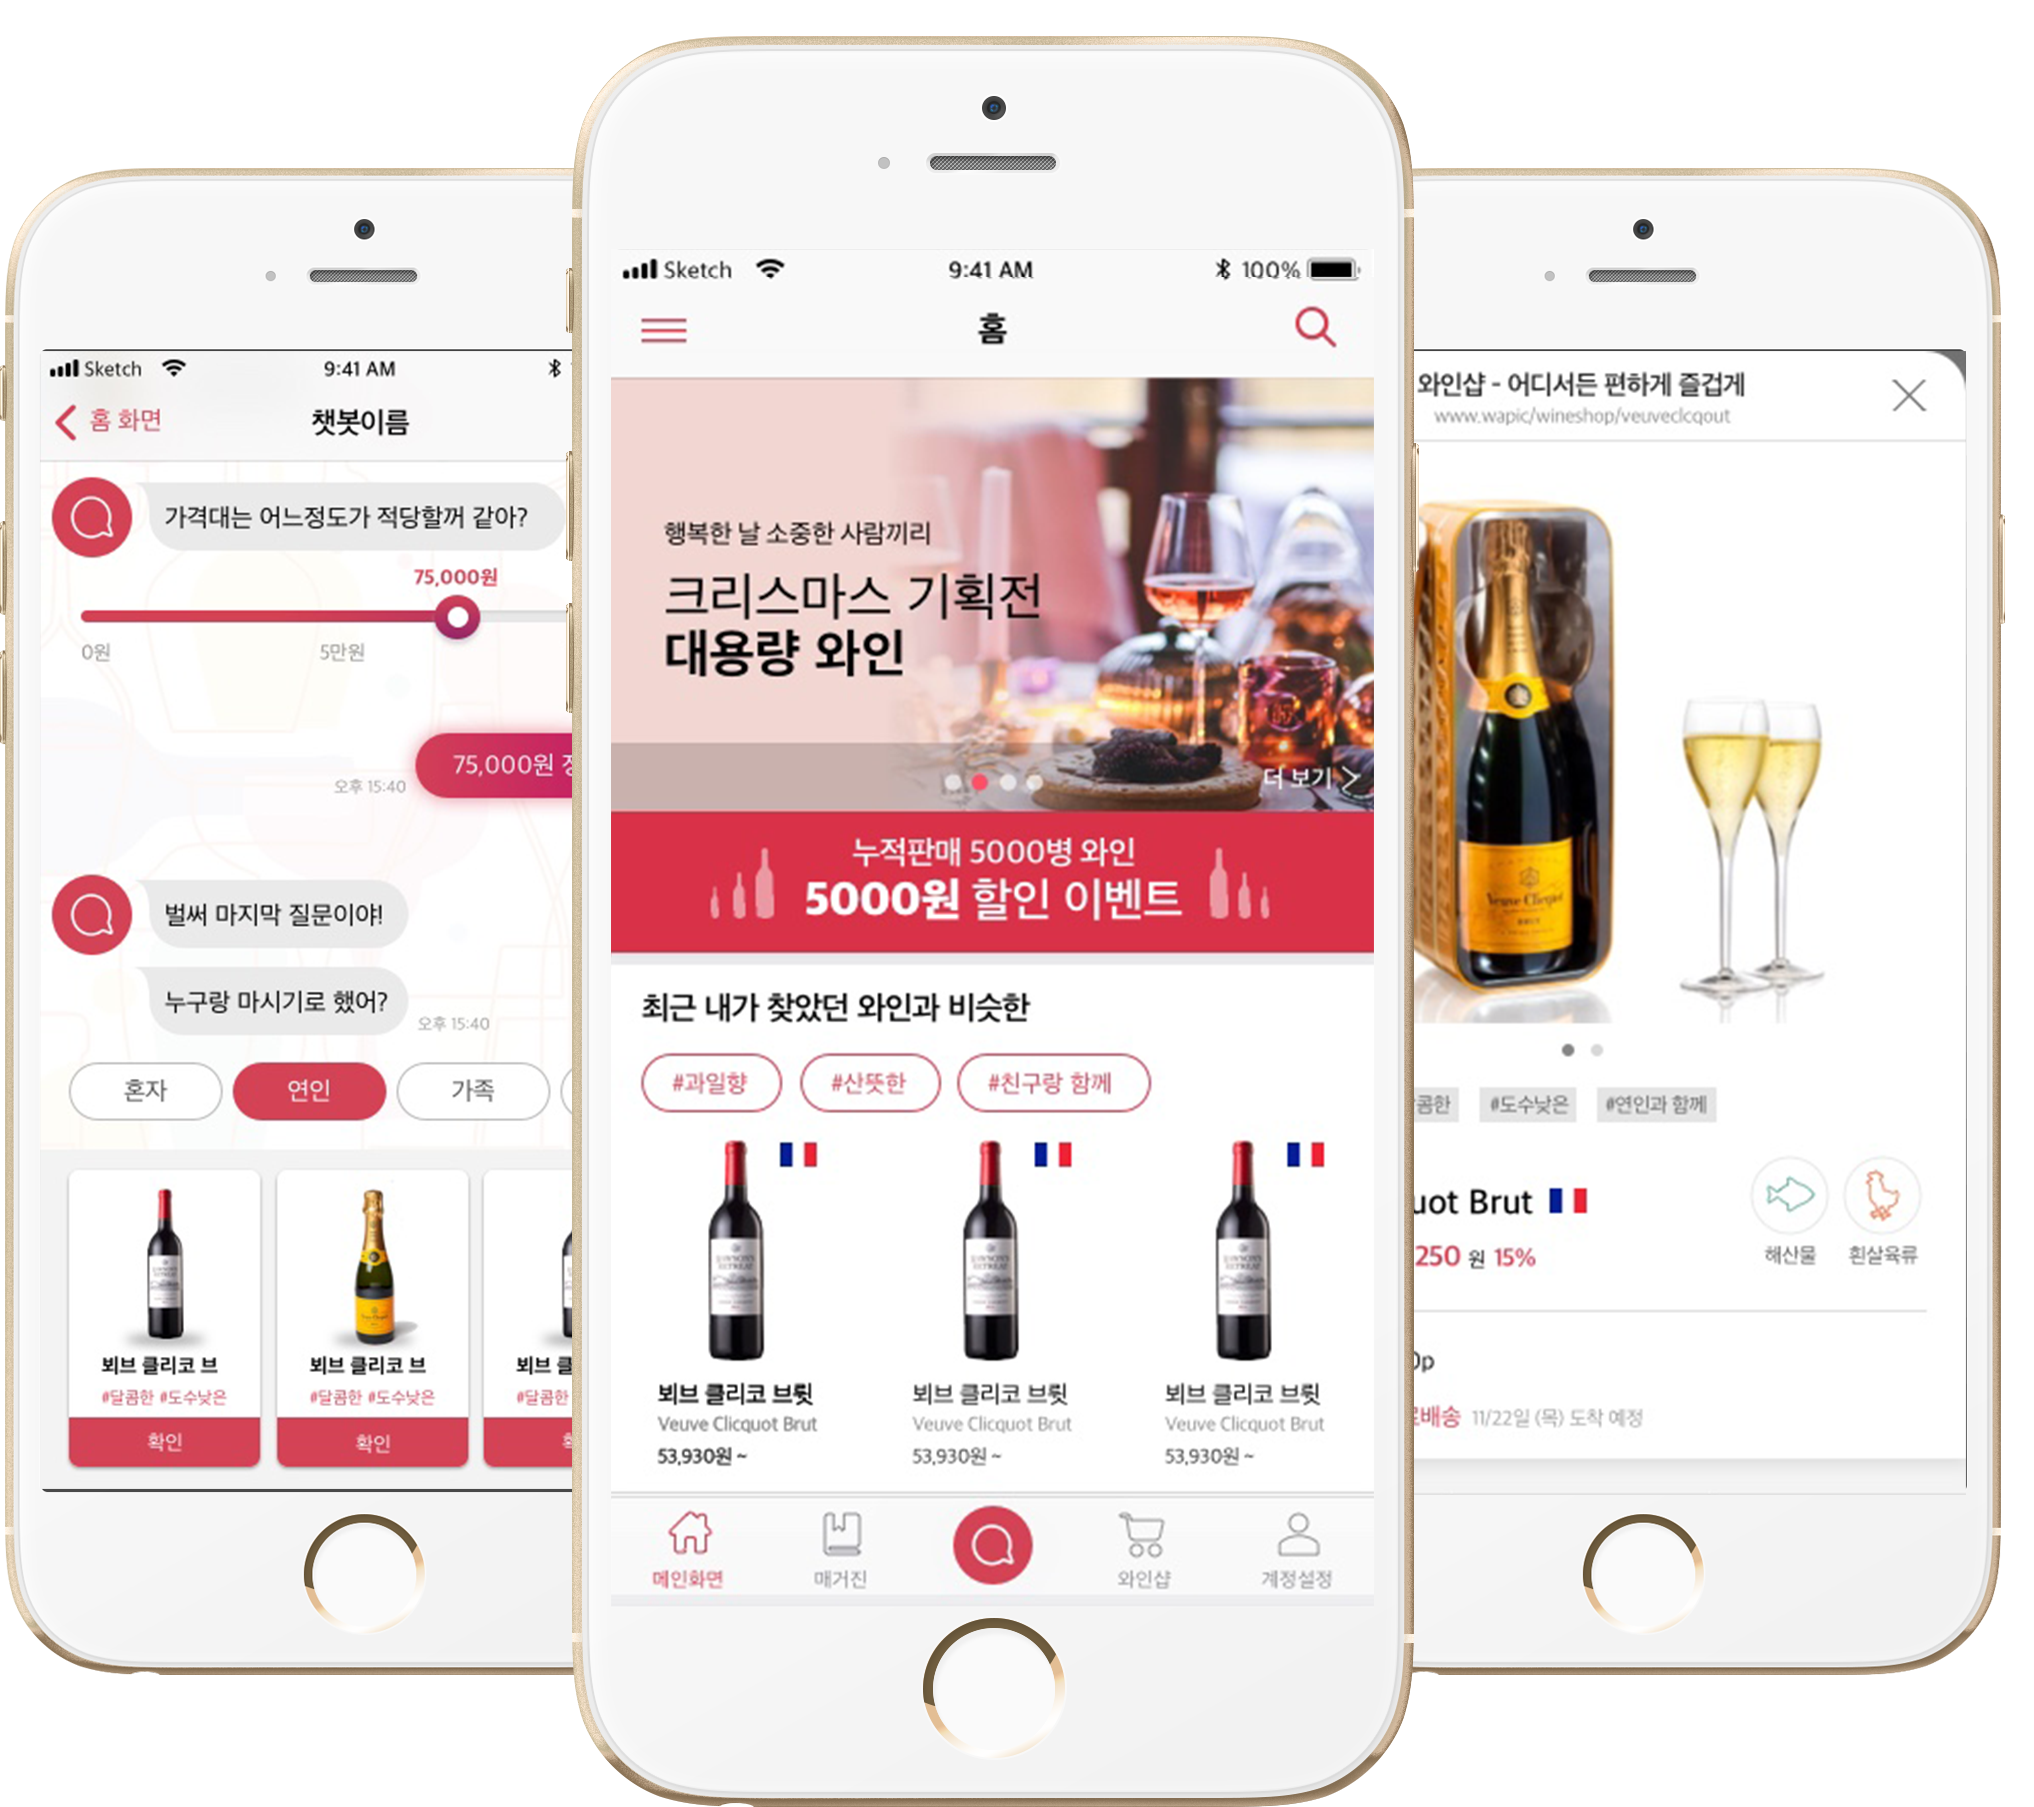 Sketch 9:41 AM
홈 화면 챗봇이름
가격대는 어느정도가 적당할꺼 같아?
75,000원
0원 5만원
75,000원
오후 15:40
벌써 마지막 질문이야!
누구랑 마시기로 했어?
오후 15:40
혼자 연인 가족
뵈브 클리코 브 뵈브 클리코 브 뵈브 클
#달콤한 #도수낮은 #달콤한 #도수낮은 #달콤한
확인 확인
Sketch 9:41 AM 100%
홈
행복한 날 소중한 사람끼리
크리스마스 기획전
대용량 와인
더 보기
누적판매 5000병 와인
5000원 할인 이벤트
최근 내가 찾았던 와인과 비슷한
#과일향 #산뜻한 #친구랑 함께
뵈브 클리코 브륏 뵈브 클리코 브륏 뵈브 클리코 브륏
Veuve Clicquot Brut Veuve Clicquot Brut Veuve Clicquot Brut
53,930원 ~ 53,930원 ~ 53,930원 ~
메인화면 매거진 와인샵 계정설정
와인샵 - 어디서든 편하게 즐겁게
www.wapic/wineshop/veuveclcqout
Veuve Clicquot
BRUT
콤한 #도수낮은 #연인과 함께
uot Brut
250 원 15%
해산물 흰살육류
0p
배송 11/22일 (목) 도착 예정